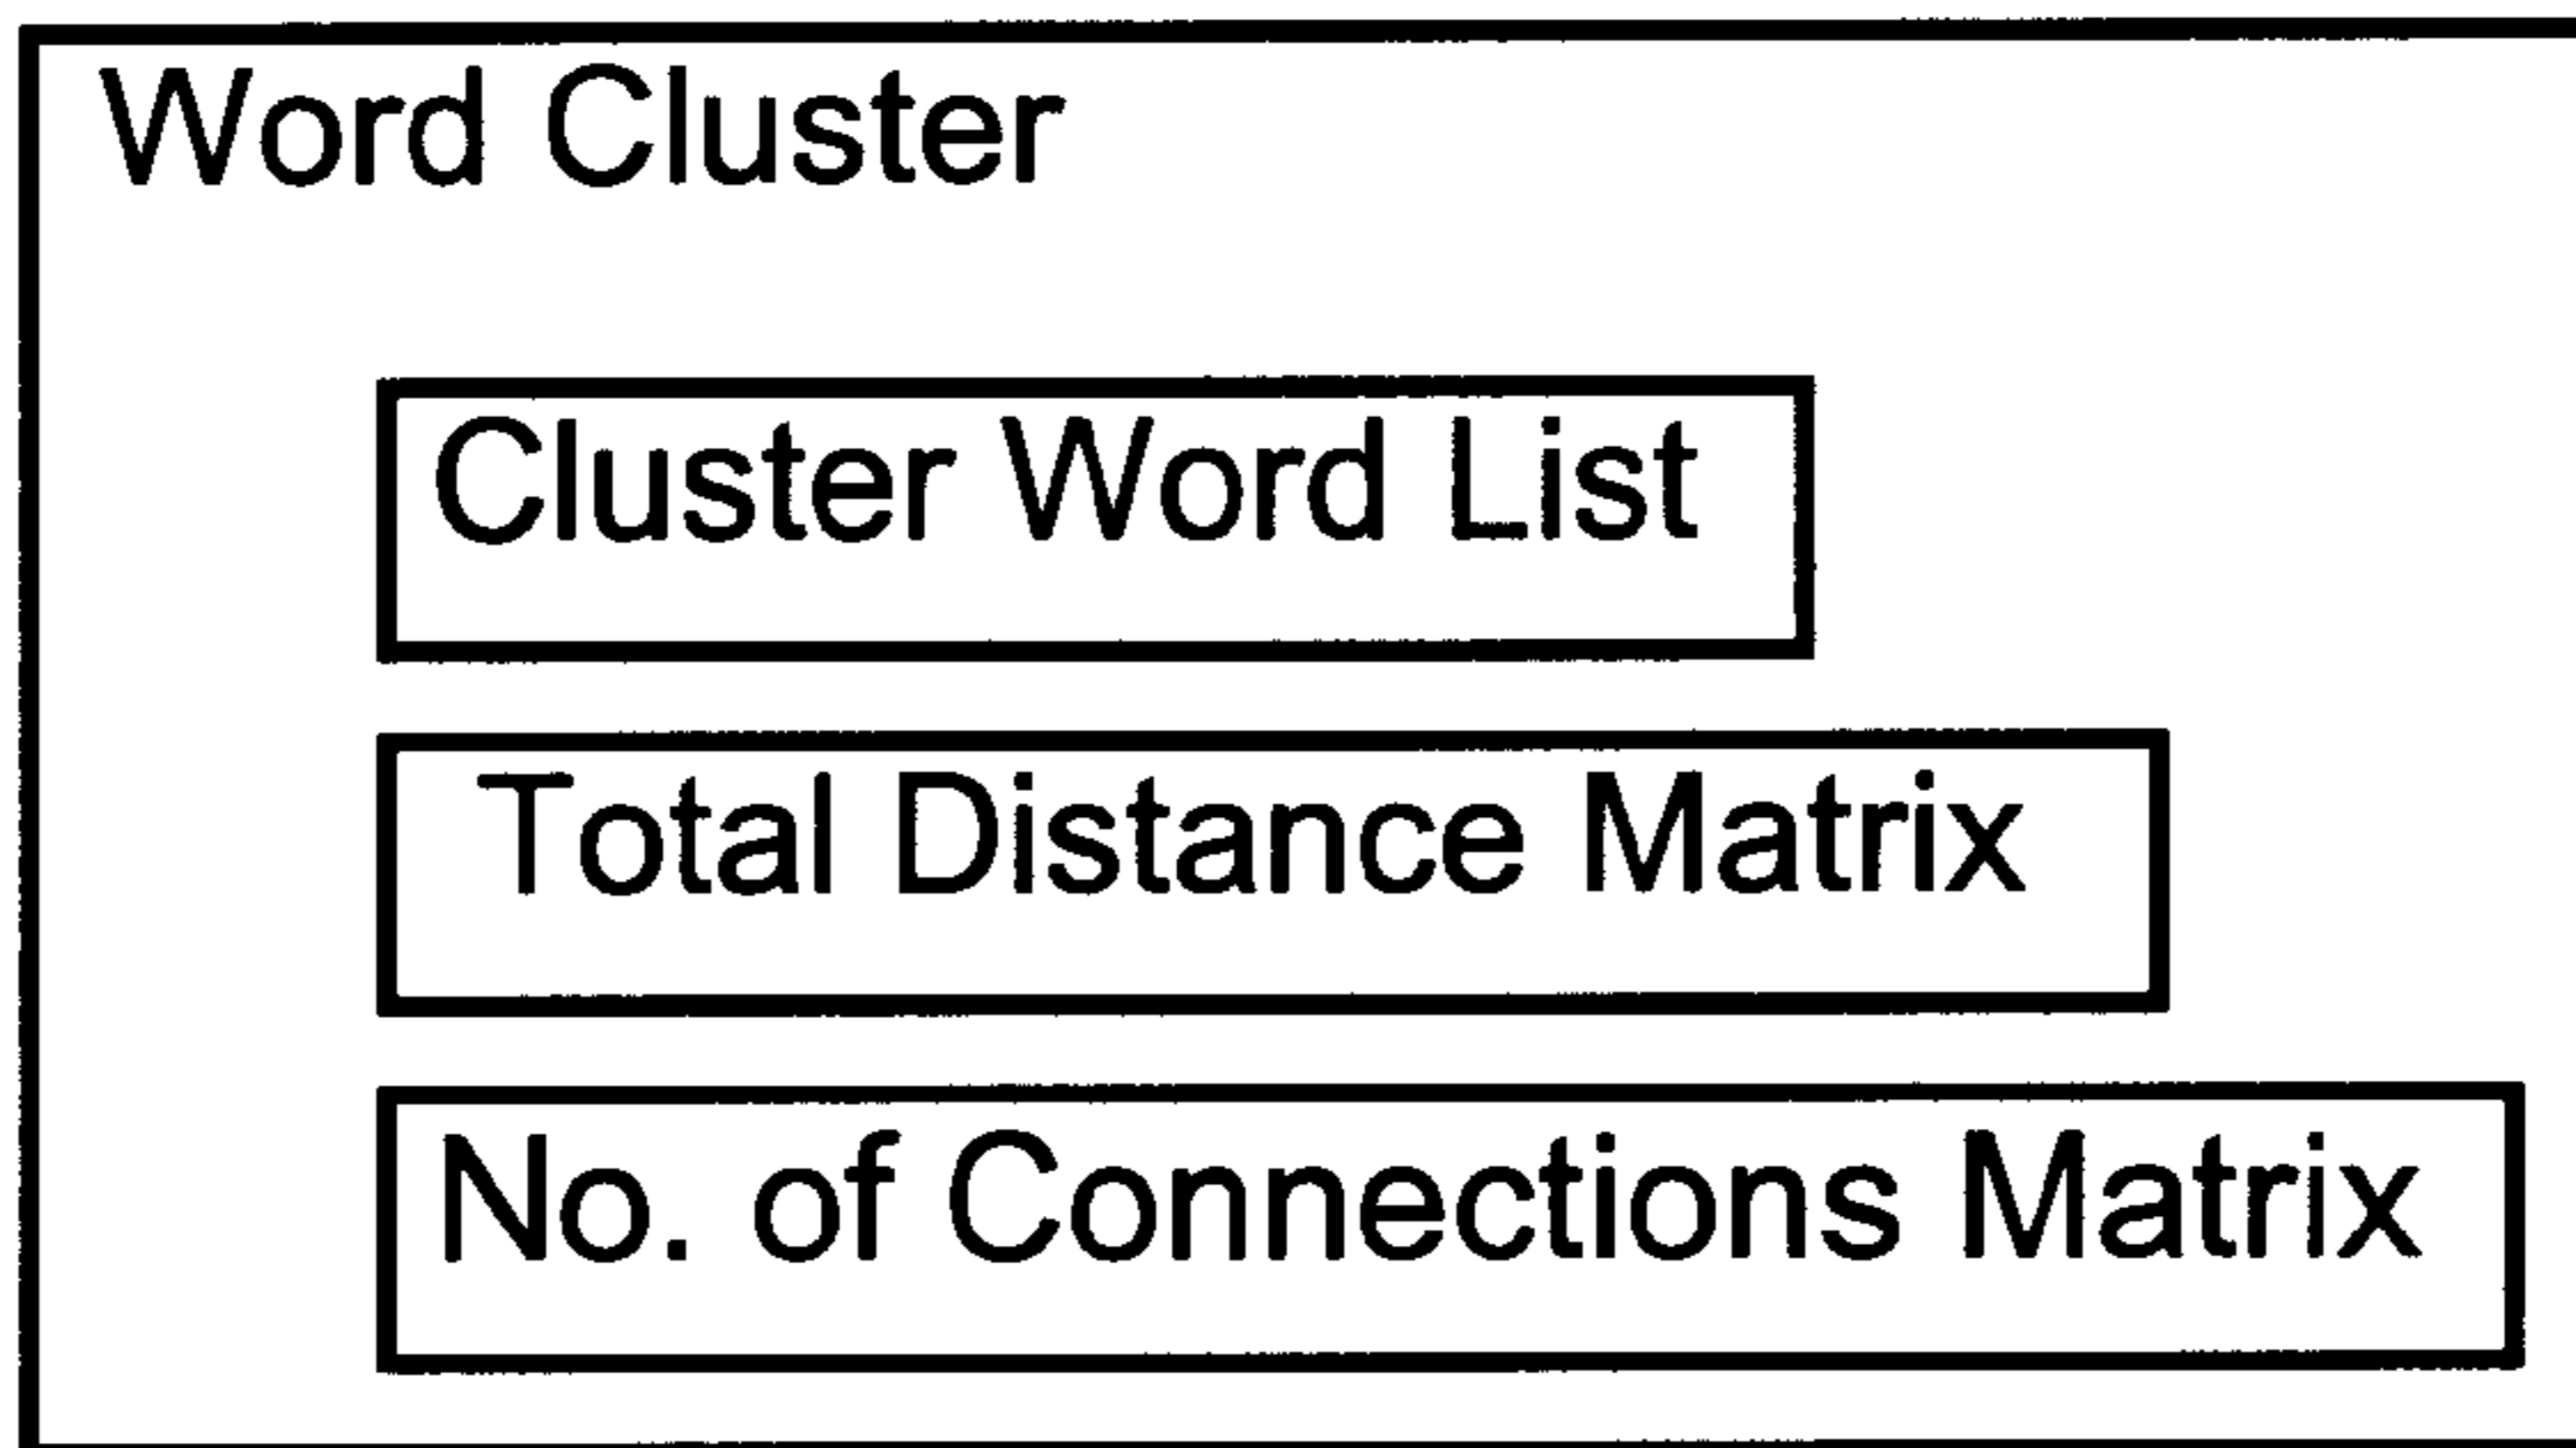 Word Cluster
Cluster Word List
Total Distance Matrix
No. of Connections Matrix